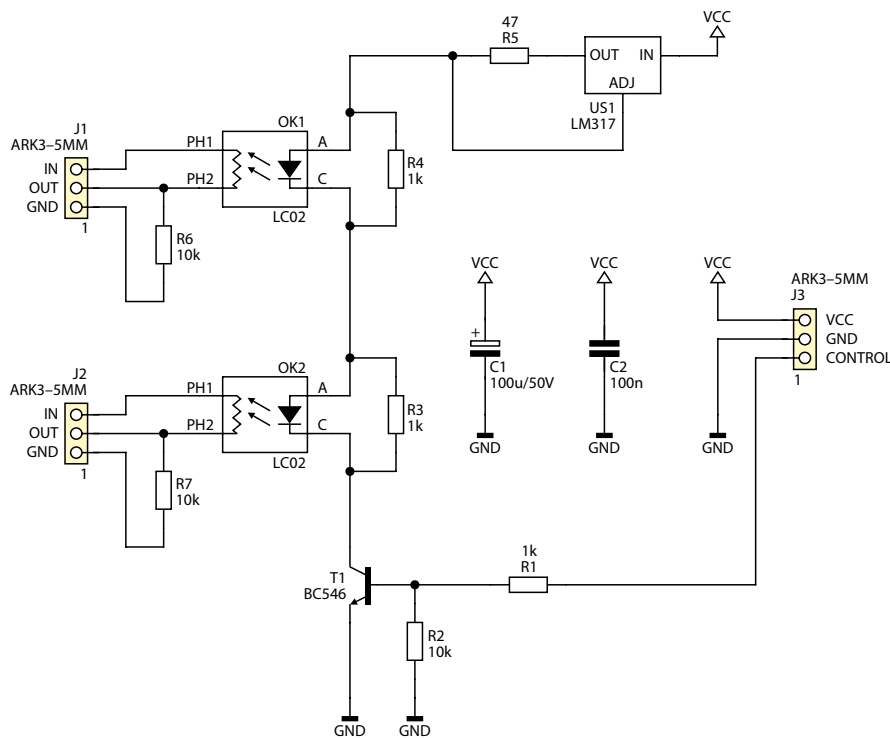 47
R5
VCC
OUT IN
ADJ
US1
LM317
J1
ARK3-5MM
IN
OUT
GND
1
PH1
PH2
OK1
A
C
LC02
R4
1k
R6
10k
VCC
+
C1
100u/50V
GND
VCC
C2
100n
GND
VCC
GND
ARK3-5MM
J3
VCC
GND
CONTROL
1
J2
ARK3-5MM
IN
OUT
GND
1
PH1
PH2
OK2
A
C
LC02
R3
1k
R7
10k
T1
BC546
1k
R1
R2
10k
GND
GND